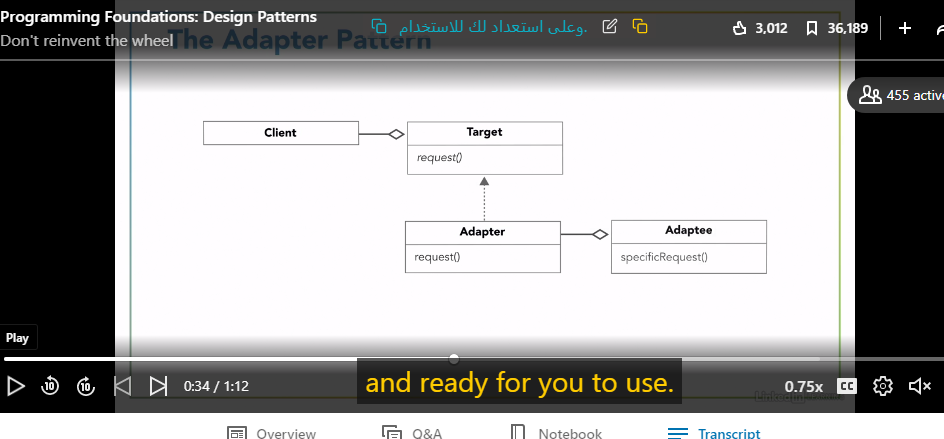 Programming Foundations: Design Patterns
Don't reinvent the wheel
The Adapter Pattern
وعلى استعداد لك للاستخدام.
3,012
36,189
455 active
Client
Target
request()
Adapter
request()
Adaptee
specificRequest()
Play
10
10
0:34 / 1:12
and ready for you to use.
0.75x
CC
Overview
Q&A
Notebook
Transcript